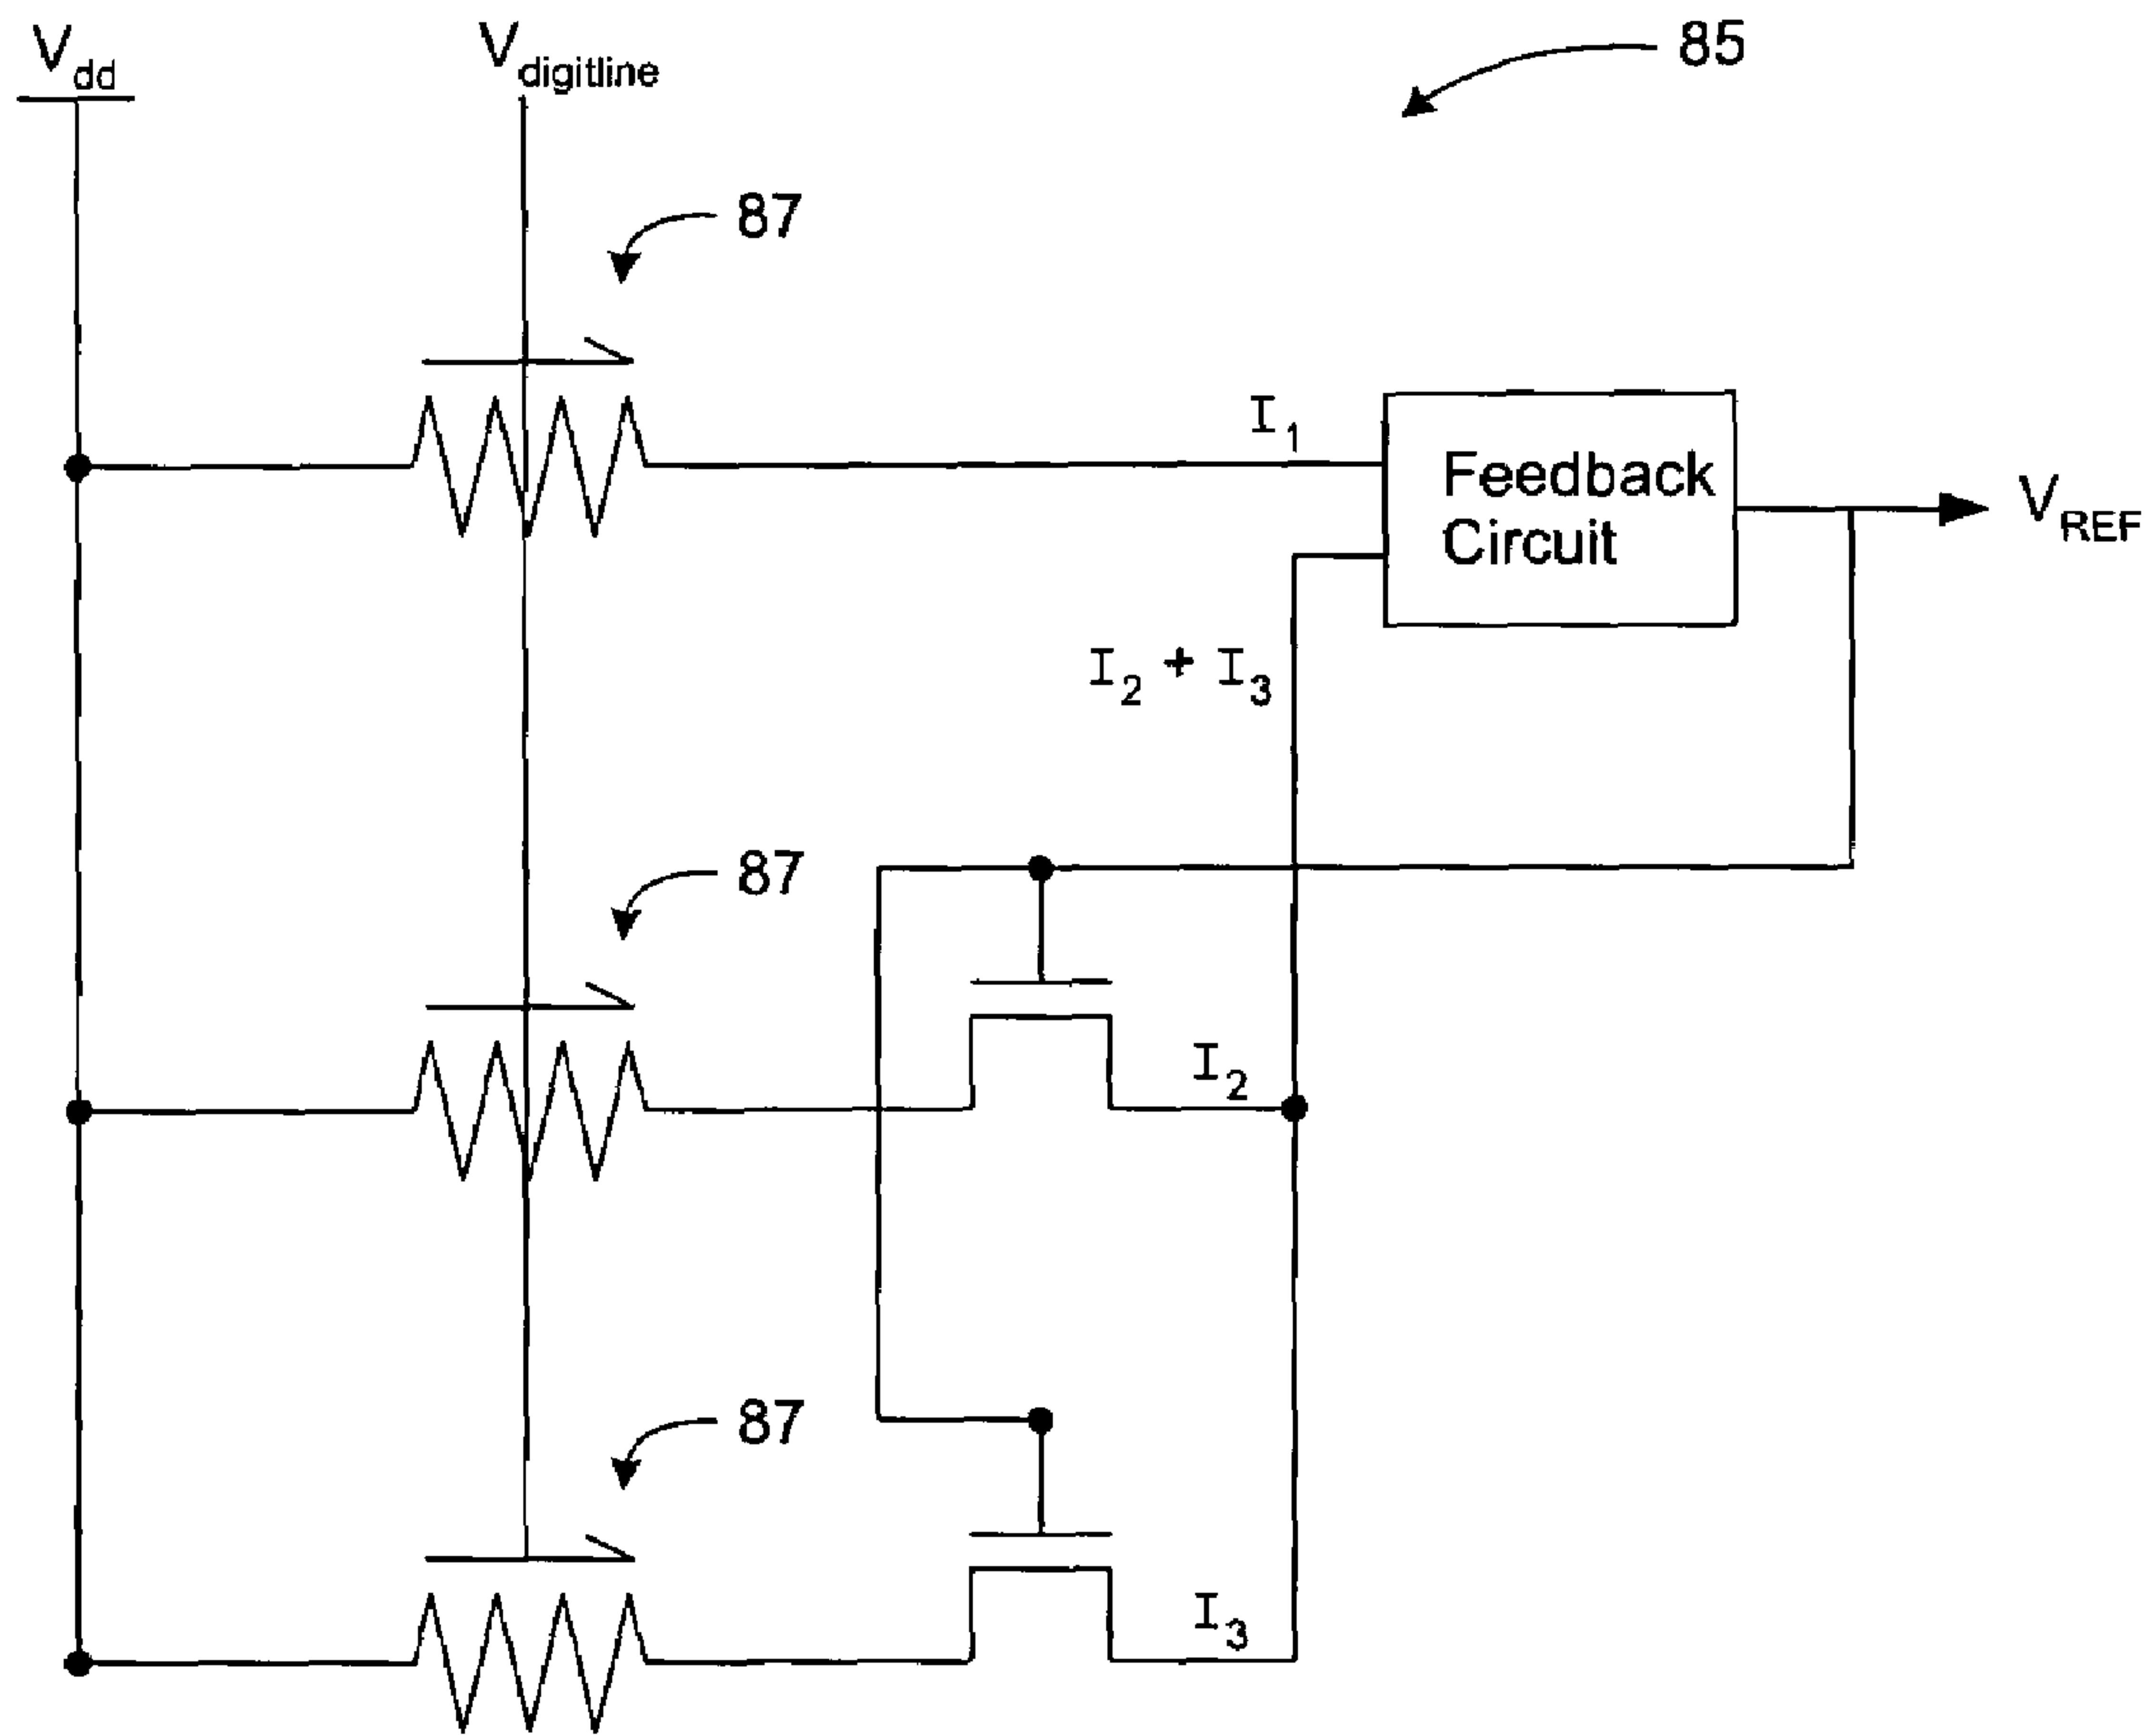 Vdd
Vdigitline
85
87
I1
Feedback
Circuit
VREF
I2 + I3
87
I2
87
I3